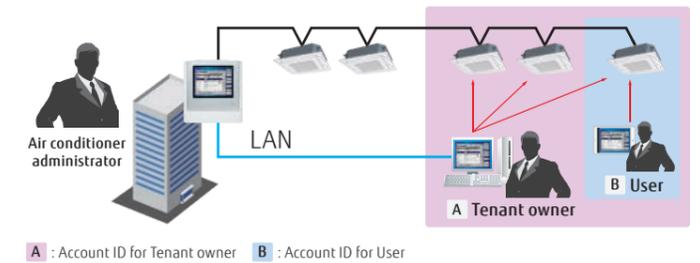 Air conditioner
administrator
LAN
A Tenant owner
B User
A : Account ID for Tenant owner B : Account ID for User